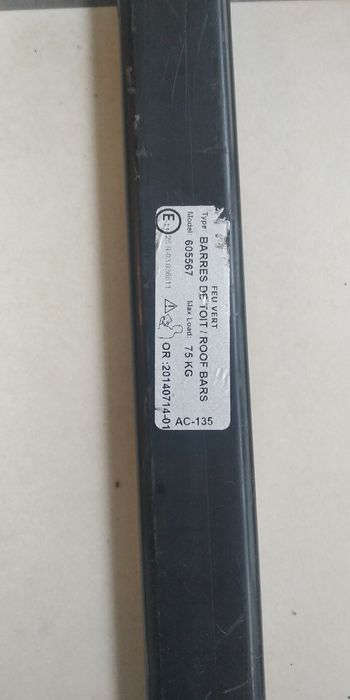 FEU VERT
Type: BARRES DE TOIT / ROOF BARS
Model: 605567 Max Load: 75 KG
E OR :20140714-01
AC-135